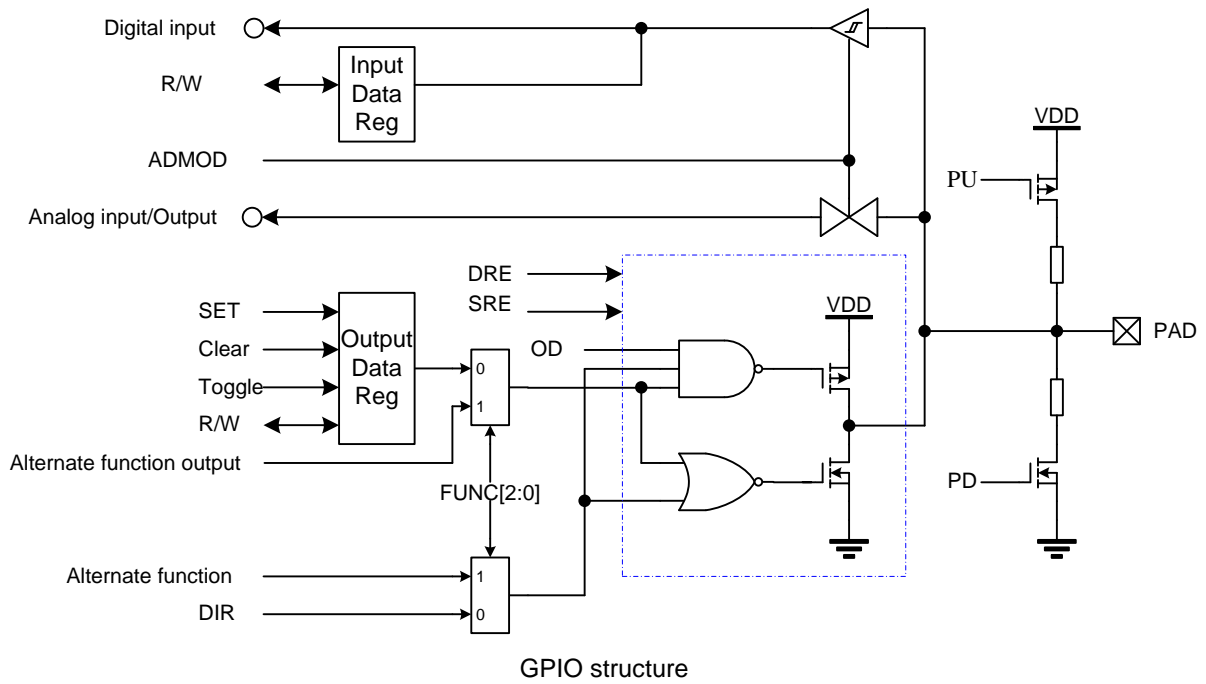 Digital input
R/W
Input
Data
Reg
ADMOD
Analog input/Output
VDD
PU
DRE
SRE
VDD
SET
Clear
Toggle
R/W
Output
Data
Reg
0
1
OD
PAD
Alternate function output
FUNC[2:0]
PD
Alternate function
DIR
1
0
GPIO structure